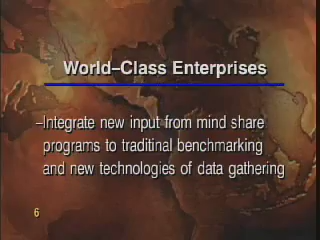 World–Class Enterprises
–Integrate new input from mind share
programs to traditinal benchmarking
and new technologies of data gathering
6